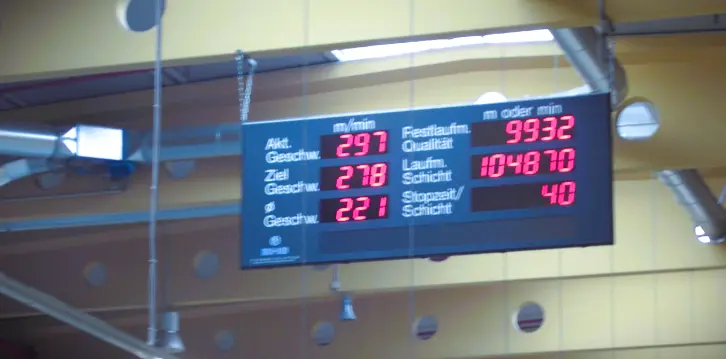 m/min
m oder min
Akt.
Geschw.
297
Festlaufm.
Qualität
9932
Ziel
Geschw.
278
Laufm.
Schicht
104870
ø
Geschw.
221
Stopzeit/
Schicht
40